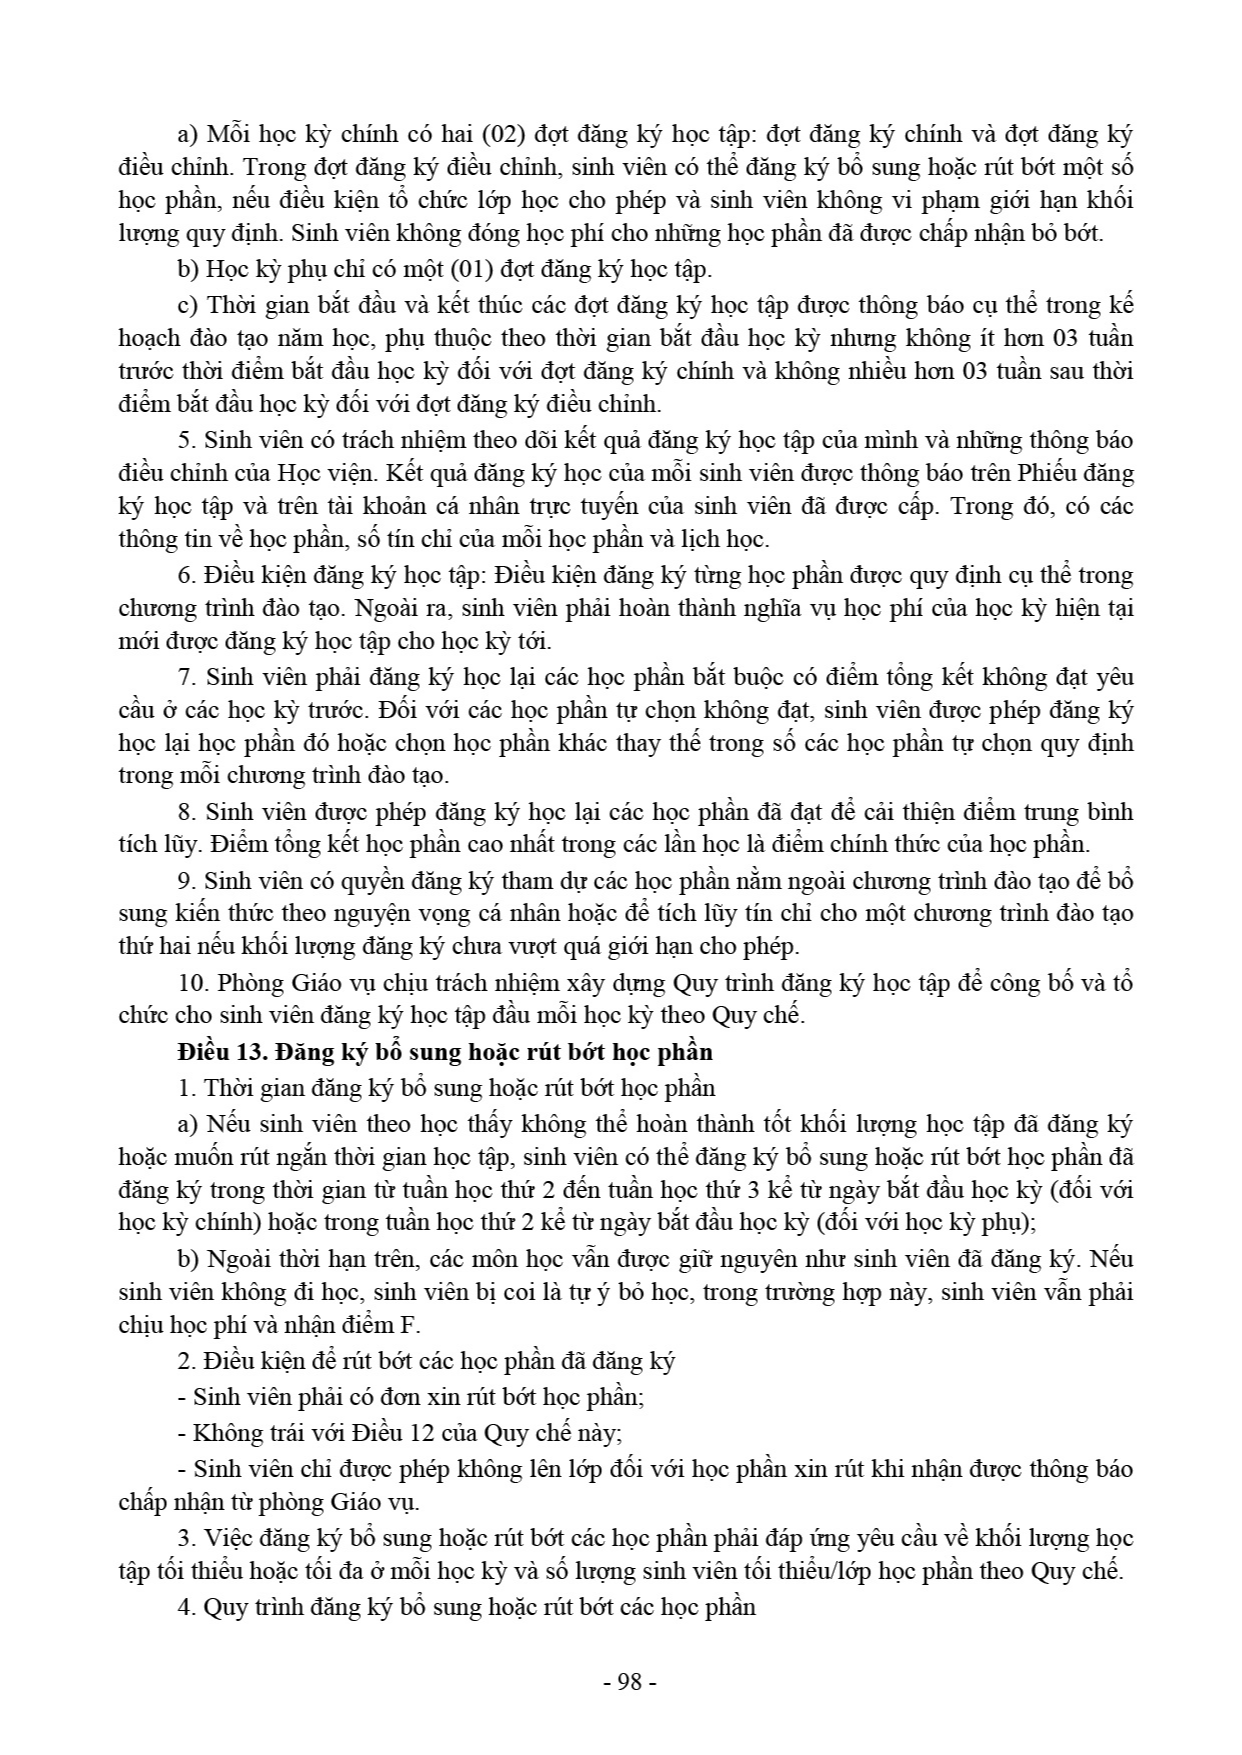 a) Mỗi học kỳ chính có hai (02) đợt đăng ký học tập: đợt đăng ký chính và đợt đăng ký
điều chỉnh. Trong đợt đăng ký điều chỉnh, sinh viên có thể đăng ký bổ sung hoặc rút bớt một số
học phần, nếu điều kiện tổ chức lớp học cho phép và sinh viên không vi phạm giới hạn khối
lượng quy định. Sinh viên không đóng học phí cho những học phần đã được chấp nhận bỏ bớt.
b) Học kỳ phụ chỉ có một (01) đợt đăng ký học tập.
c) Thời gian bắt đầu và kết thúc các đợt đăng ký học tập được thông báo cụ thể trong kế
hoạch đào tạo năm học, phụ thuộc theo thời gian bắt đầu học kỳ nhưng không ít hơn 03 tuần
trước thời điểm bắt đầu học kỳ đối với đợt đăng ký chính và không nhiều hơn 03 tuần sau thời
điểm bắt đầu học kỳ đối với đợt đăng ký điều chỉnh.
5. Sinh viên có trách nhiệm theo dõi kết quả đăng ký học tập của mình và những thông báo
điều chỉnh của Học viện. Kết quả đăng ký học của mỗi sinh viên được thông báo trên Phiếu đăng
ký học tập và trên tài khoản cá nhân trực tuyến của sinh viên đã được cấp. Trong đó, có các
thông tin về học phần, số tín chỉ của mỗi học phần và lịch học.
6. Điều kiện đăng ký học tập: Điều kiện đăng ký từng học phần được quy định cụ thể trong
chương trình đào tạo. Ngoài ra, sinh viên phải hoàn thành nghĩa vụ học phí của học kỳ hiện tại
mới được đăng ký học tập cho học kỳ tới.
7. Sinh viên phải đăng ký học lại các học phần bắt buộc có điểm tổng kết không đạt yêu
cầu ở các học kỳ trước. Đối với các học phần tự chọn không đạt, sinh viên được phép đăng ký
học lại học phần đó hoặc chọn học phần khác thay thế trong số các học phần tự chọn quy định
trong mỗi chương trình đào tạo.
8. Sinh viên được phép đăng ký học lại các học phần đã đạt để cải thiện điểm trung bình
tích lũy. Điểm tổng kết học phần cao nhất trong các lần học là điểm chính thức của học phần.
9. Sinh viên có quyền đăng ký tham dự các học phần nằm ngoài chương trình đào tạo để bổ
sung kiến thức theo nguyện vọng cá nhân hoặc để tích lũy tín chỉ cho một chương trình đào tạo
thứ hai nếu khối lượng đăng ký chưa vượt quá giới hạn cho phép.
10. Phòng Giáo vụ chịu trách nhiệm xây dựng Quy trình đăng ký học tập để công bố và tổ
chức cho sinh viên đăng ký học tập đầu mỗi học kỳ theo Quy chế.
Điều 13. Đăng ký bổ sung hoặc rút bớt học phần
1. Thời gian đăng ký bổ sung hoặc rút bớt học phần
a) Nếu sinh viên theo học thấy không thể hoàn thành tốt khối lượng học tập đã đăng ký
hoặc muốn rút ngắn thời gian học tập, sinh viên có thể đăng ký bổ sung hoặc rút bớt học phần đã
đăng ký trong thời gian từ tuần học thứ 2 đến tuần học thứ 3 kể từ ngày bắt đầu học kỳ (đối với
học kỳ chính) hoặc trong tuần học thứ 2 kể từ ngày bắt đầu học kỳ (đối với học kỳ phụ);
b) Ngoài thời hạn trên, các môn học vẫn được giữ nguyên như sinh viên đã đăng ký. Nếu
sinh viên không đi học, sinh viên bị coi là tự ý bỏ học, trong trường hợp này, sinh viên vẫn phải
chịu học phí và nhận điểm F.
2. Điều kiện để rút bớt các học phần đã đăng ký
- Sinh viên phải có đơn xin rút bớt học phần;
- Không trái với Điều 12 của Quy chế này;
- Sinh viên chỉ được phép không lên lớp đối với học phần xin rút khi nhận được thông báo
chấp nhận từ phòng Giáo vụ.
3. Việc đăng ký bổ sung hoặc rút bớt các học phần phải đáp ứng yêu cầu về khối lượng học
tập tối thiểu hoặc tối đa ở mỗi học kỳ và số lượng sinh viên tối thiểu/lớp học phần theo Quy chế.
4. Quy trình đăng ký bổ sung hoặc rút bớt các học phần
- 98 -